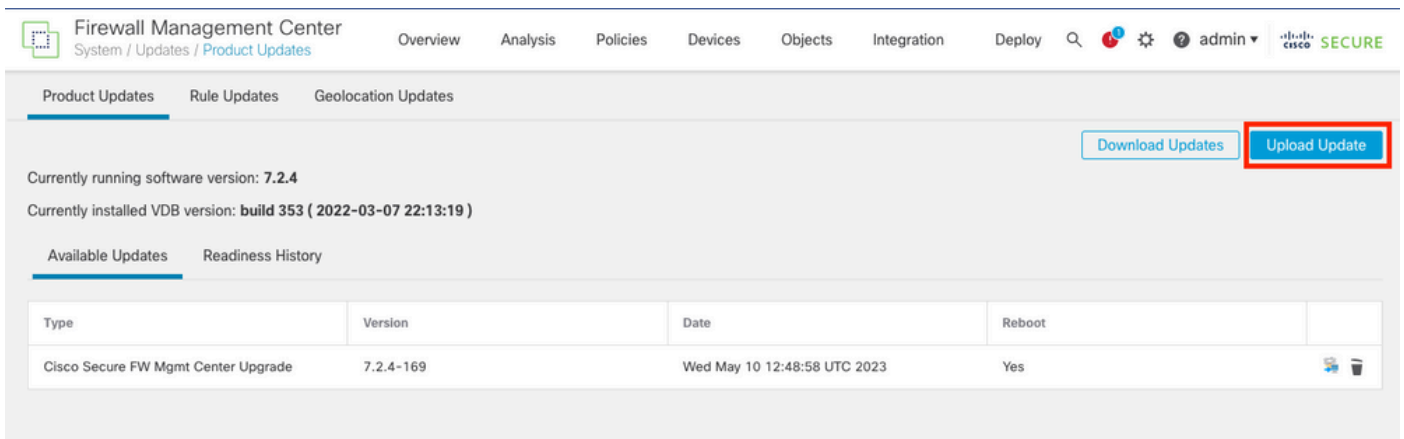 Firewall Management Center
System / Updates / Product Updates
Overview Analysis Policies Devices Objects Integration Deploy 1 ? admin cisco SECURE
Product Updates Rule Updates Geolocation Updates
Download Updates Upload Update
Currently running software version: 7.2.4
Currently installed VDB version: build 353 ( 2022-03-07 22:13:19 )
Available Updates Readiness History
Type Version Date Reboot
Cisco Secure FW Mgmt Center Upgrade 7.2.4-169 Wed May 10 12:48:58 UTC 2023 Yes